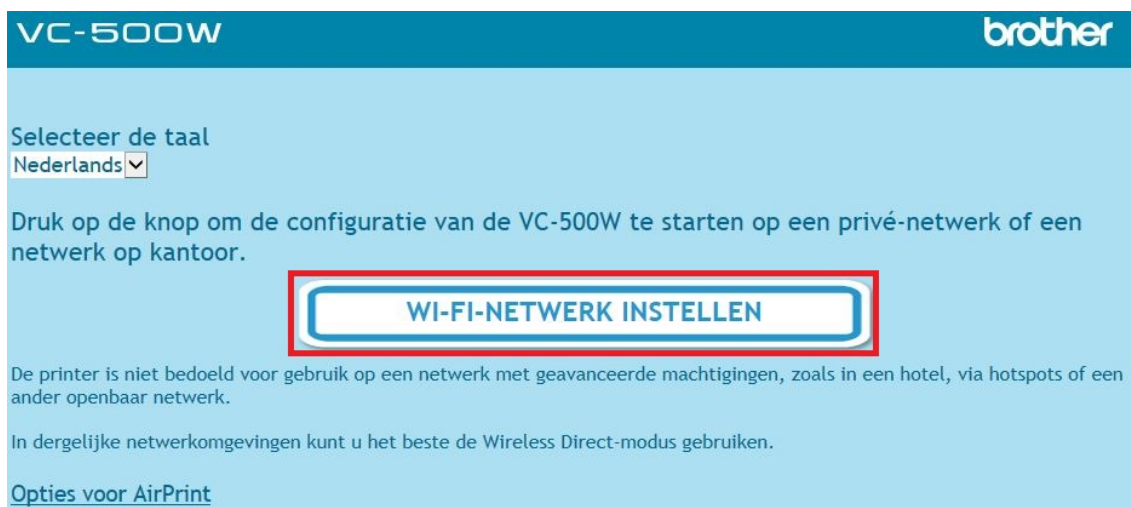 VC-500W
brother
Selecteer de taal
Nederlands
Druk op de knop om de configuratie van de VC-500W te starten op een privé-netwerk of een
netwerk op kantoor.
WI-FI-NETWERK INSTELLEN
De printer is niet bedoeld voor gebruik op een netwerk met geavanceerde machtigingen, zoals in een hotel, via hotspots of een
ander openbaar netwerk.
In dergelijke netwerkomgevingen kunt u het beste de Wireless Direct-modus gebruiken.
Opties voor AirPrint